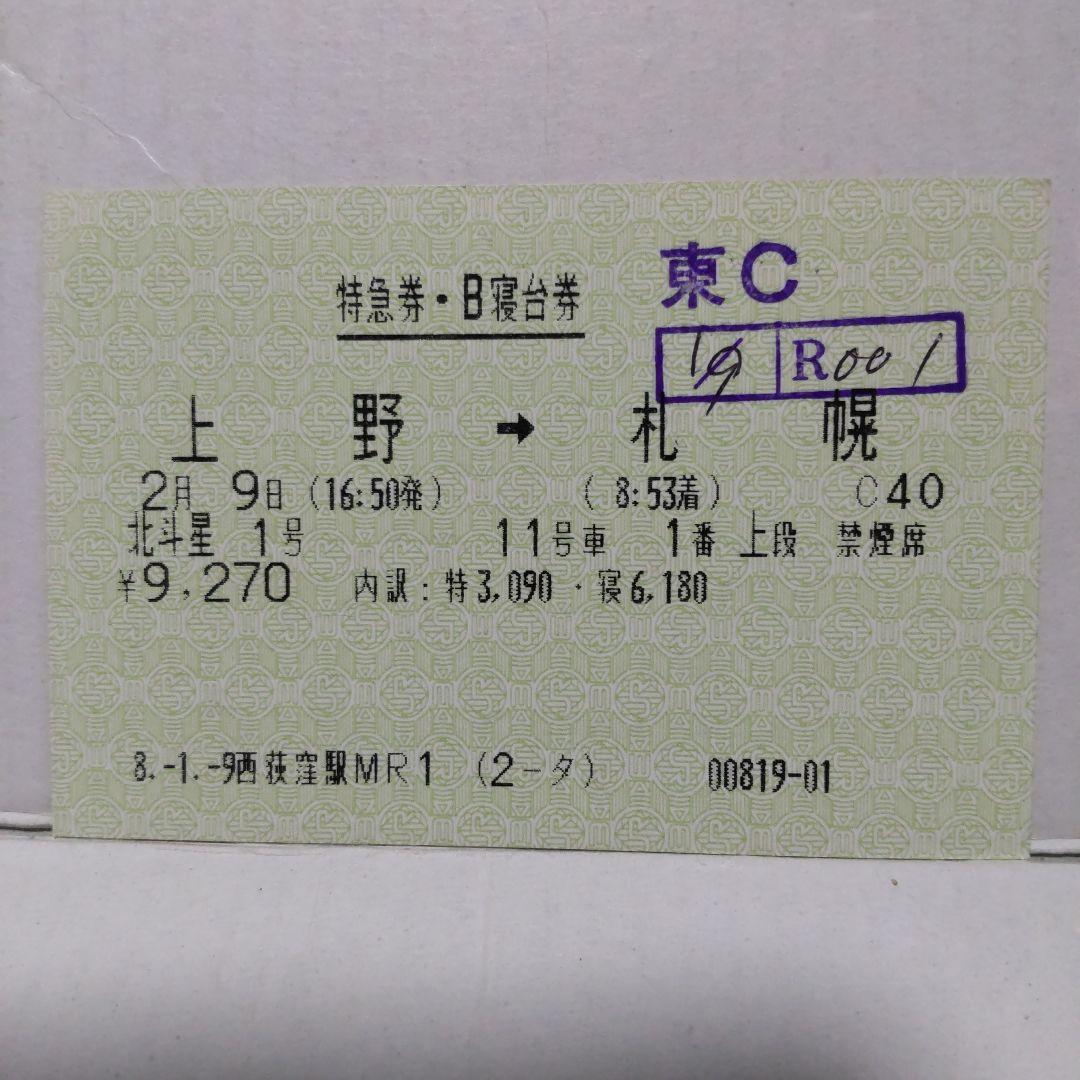 東C
特急券・B寝台券
19 R001
上野→札幌
2月 9日(16:50発) ( 8:53着) C40
北斗星 1号 11号車 1番 上段 禁煙席
¥9,270 内訳:特3,090・寝6,180
8.-1.-9西荻窪駅MR1 (2-タ) 00819-01